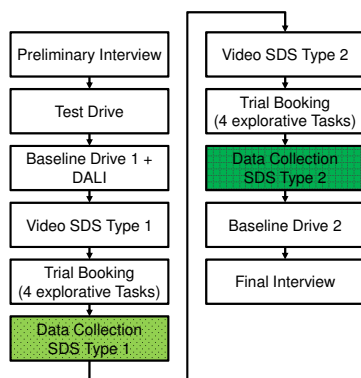 Preliminary Interview
Test Drive
Baseline Drive 1 +
DALI
Video SDS Type 1
Trial Booking
(4 explorative Tasks)
Data Collection
SDS Type 1
Video SDS Type 2
Trial Booking
(4 explorative Tasks)
Data Collection
SDS Type 2
Baseline Drive 2
Final Interview